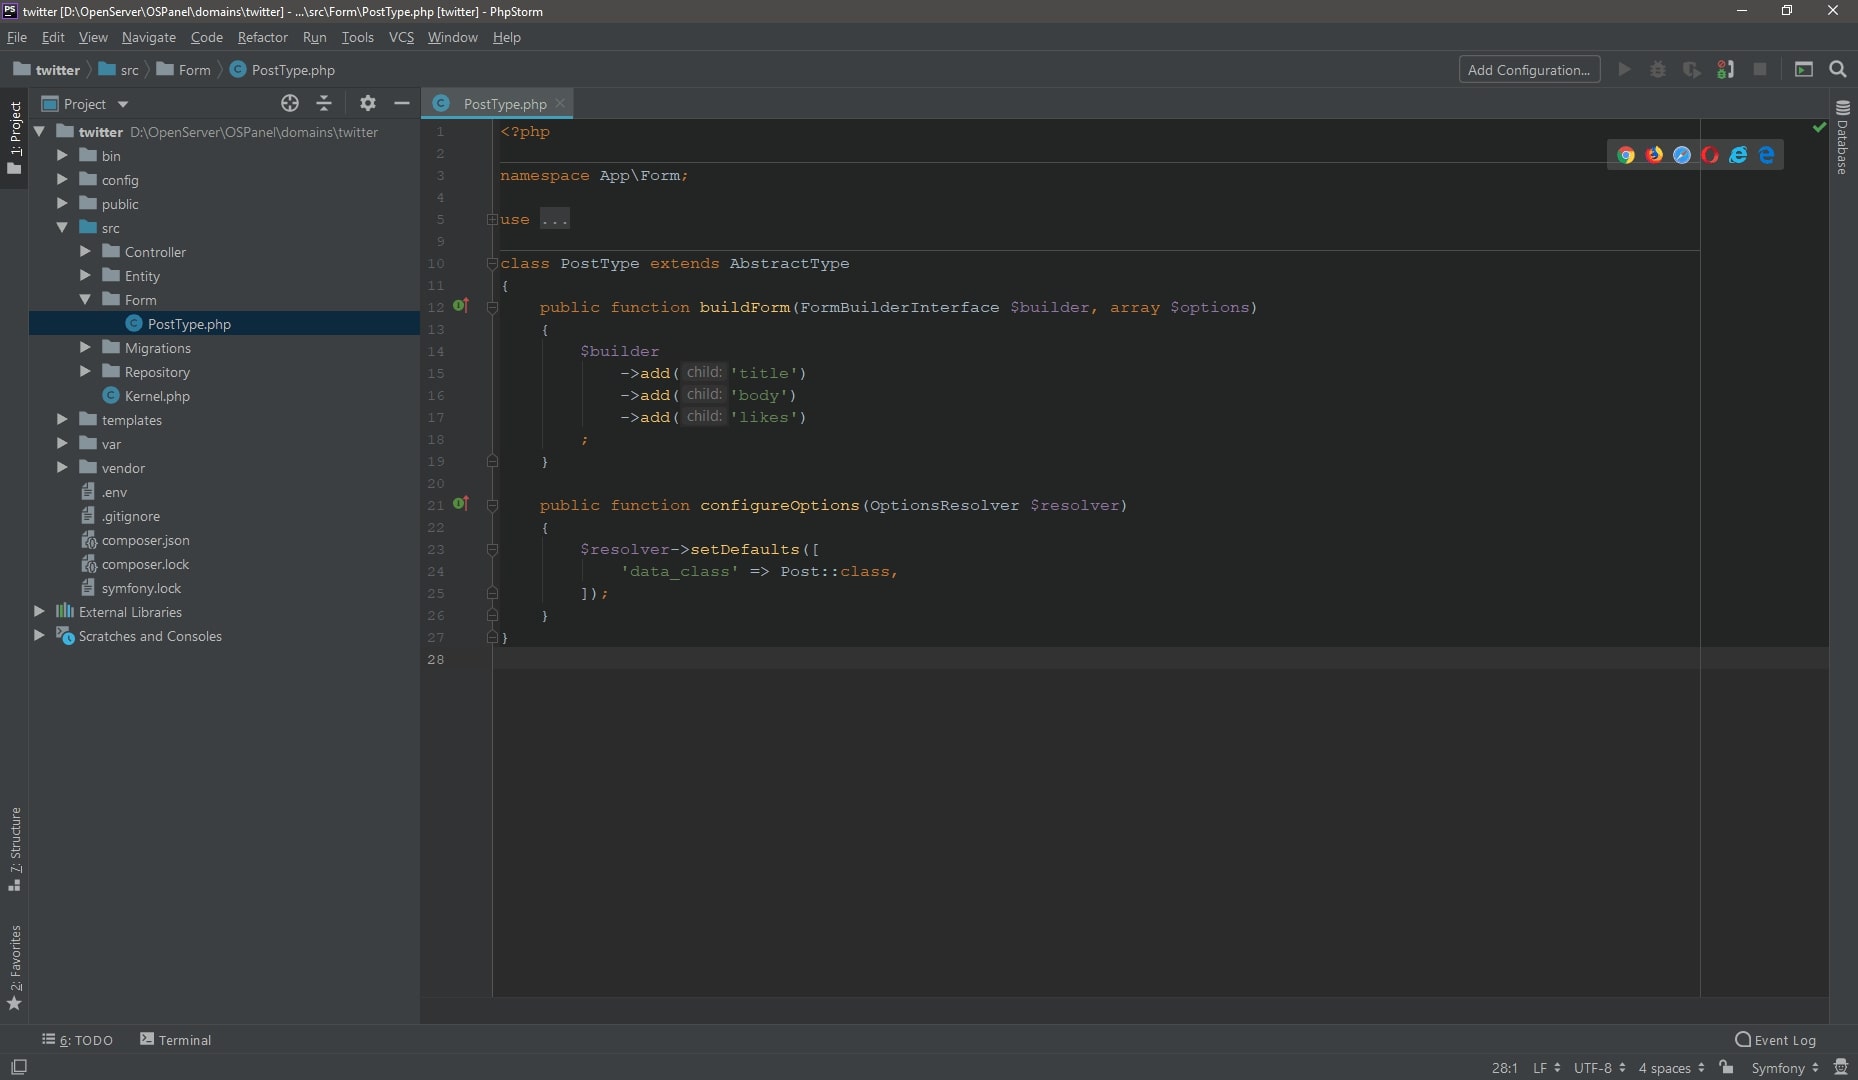 PS twitter [D:\OpenServer\OSPanel\domains\twitter] - ...\src\Form\PostType.php [twitter] - PhpStorm
File Edit View Navigate Code Refactor Run Tools VCS Window Help
twitter src Form C PostType.php Add Configuration...
1: Project
Project
C PostType.php
Database
twitter D:\OpenServer\OSPanel\domains\twitter
bin
config
public
src
Controller
Entity
Form
C PostType.php
Migrations
Repository
C Kernel.php
templates
var
vendor
.env
.gitignore
composer.json
composer.lock
symfony.lock
External Libraries
Scratches and Consoles
1 <?php
2
3 namespace App\Form;
4
5 use ...
9
10 class PostType extends AbstractType
11 {
12 public function buildForm(FormBuilderInterface $builder, array $options)
13 {
14 $builder
15 ->add( child: 'title')
16 ->add( child: 'body')
17 ->add( child: 'likes')
18 ;
19 }
20
21 public function configureOptions(OptionsResolver $resolver)
22 {
23 $resolver->setDefaults([
24 'data_class' => Post::class,
25 ]);
26 }
27 }
28
7: Structure
2: Favorites
6: TODO Terminal Event Log
28:1 LF UTF-8 4 spaces Symfony